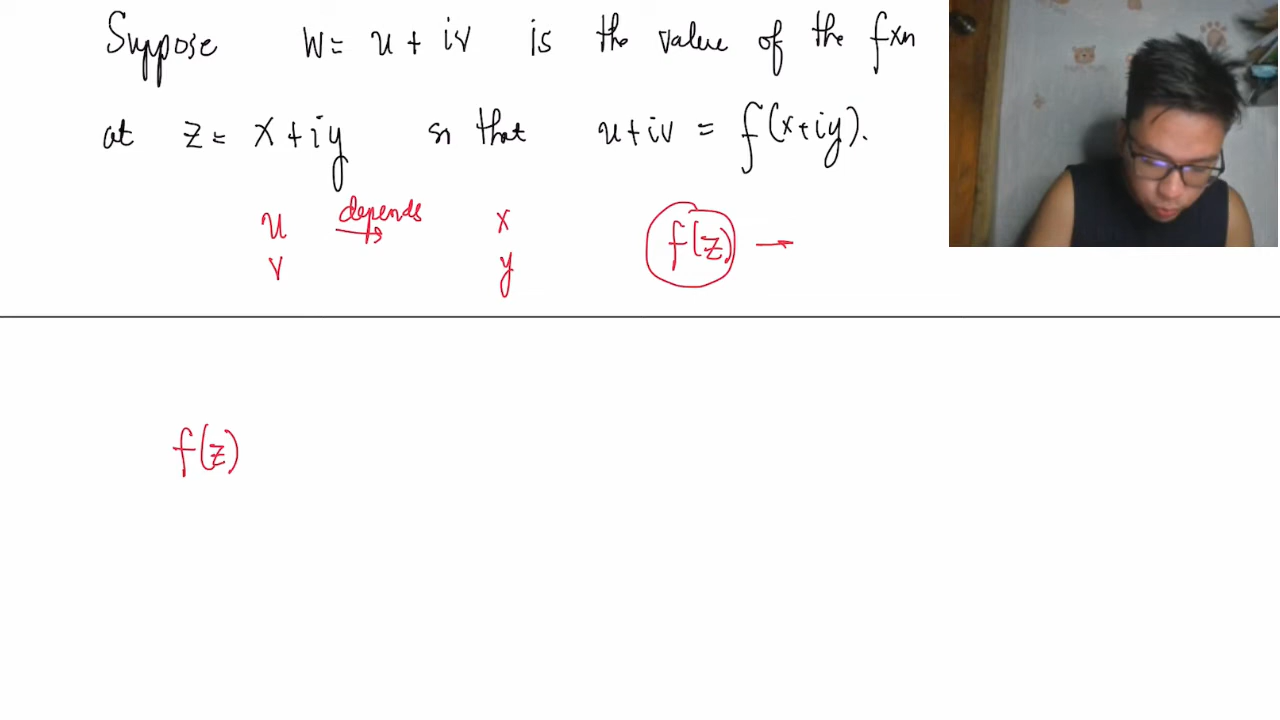 Suppose w = u + iv is the value of the fxn
at z = x + iy so that u + iv = f(x+iy).
u depends x f(z) →
v y
f(z)